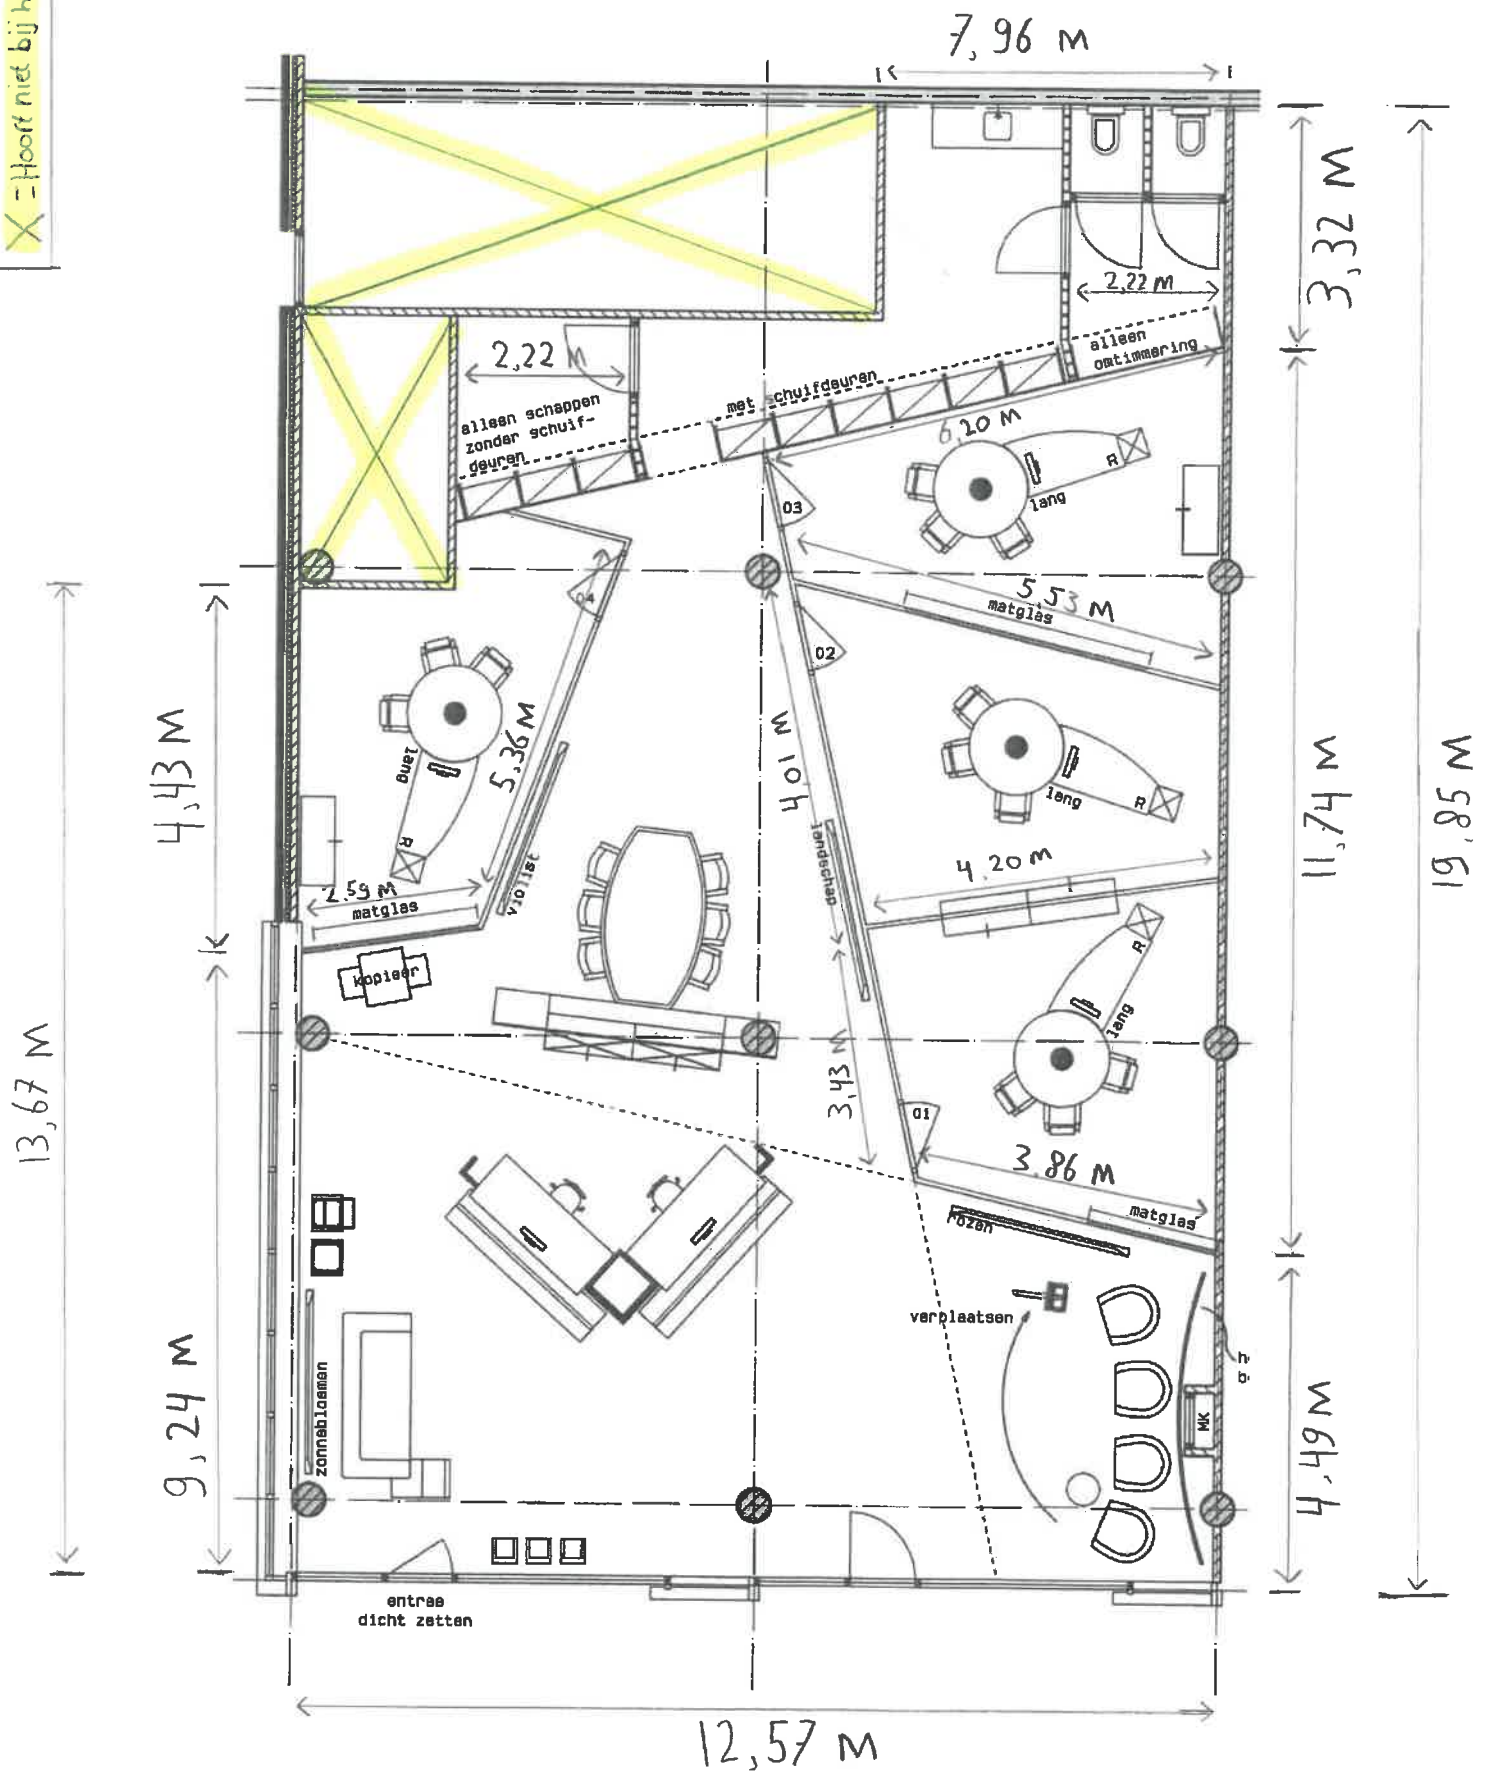 X = Hoort niet bij h
7,96 M
3,32 M
2,22 M
alleen
omtimmering
2,22 M
met schuifdeuren
alleen schappen
zonder schuif-
deuren
6,20 M
R
lang
03
5,53 M
matglas
04
02
4,43 M
5,36 M
lang
R
4,01 M
landschap
lang
R
11,74 M
19,85 M
2,59 M
matglas
violist
4,20 M
kopieer
R
lang
13,67 M
3,43 M
01
3,86 M
matglas
rozen
verplaatsen
h
b
9,24 M
zonnebloemen
MK
4,49 M
entree
dicht zetten
12,57 M